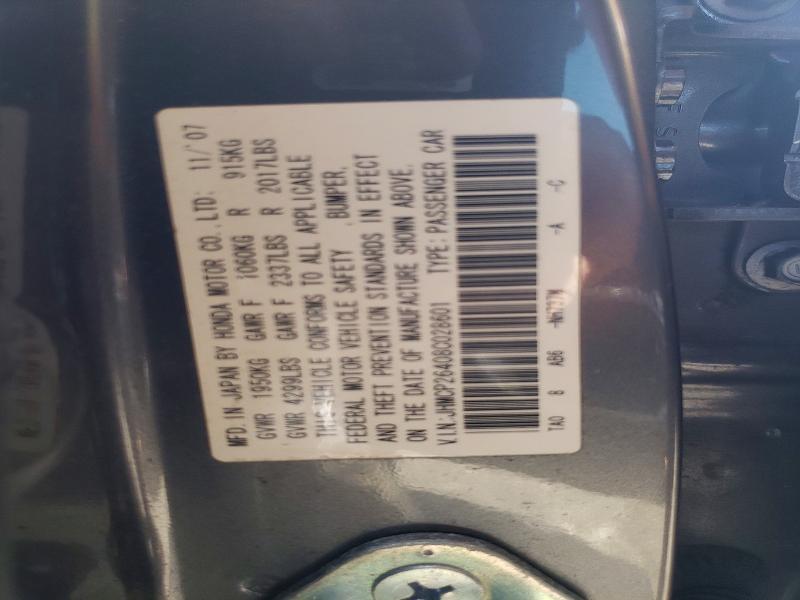 MFD. IN JAPAN BY HONDA MOTOR CO., LTD: 11/'07
GVWR 1950KG GAWR F 1060KG R 915KG
GVWR 4299LBS GAWR F 2337LBS R 2017LBS
THIS VEHICLE CONFORMS TO ALL APPLICABLE
FEDERAL MOTOR VEHICLE SAFETY, BUMPER,
AND THEFT PREVENTION STANDARDS IN EFFECT
ON THE DATE OF MANUFACTURE SHOWN ABOVE.
V.I.N:JHMCP26408C028601 TYPE: PASSENGER CAR
TA0 8 AB6 -A -C
F S